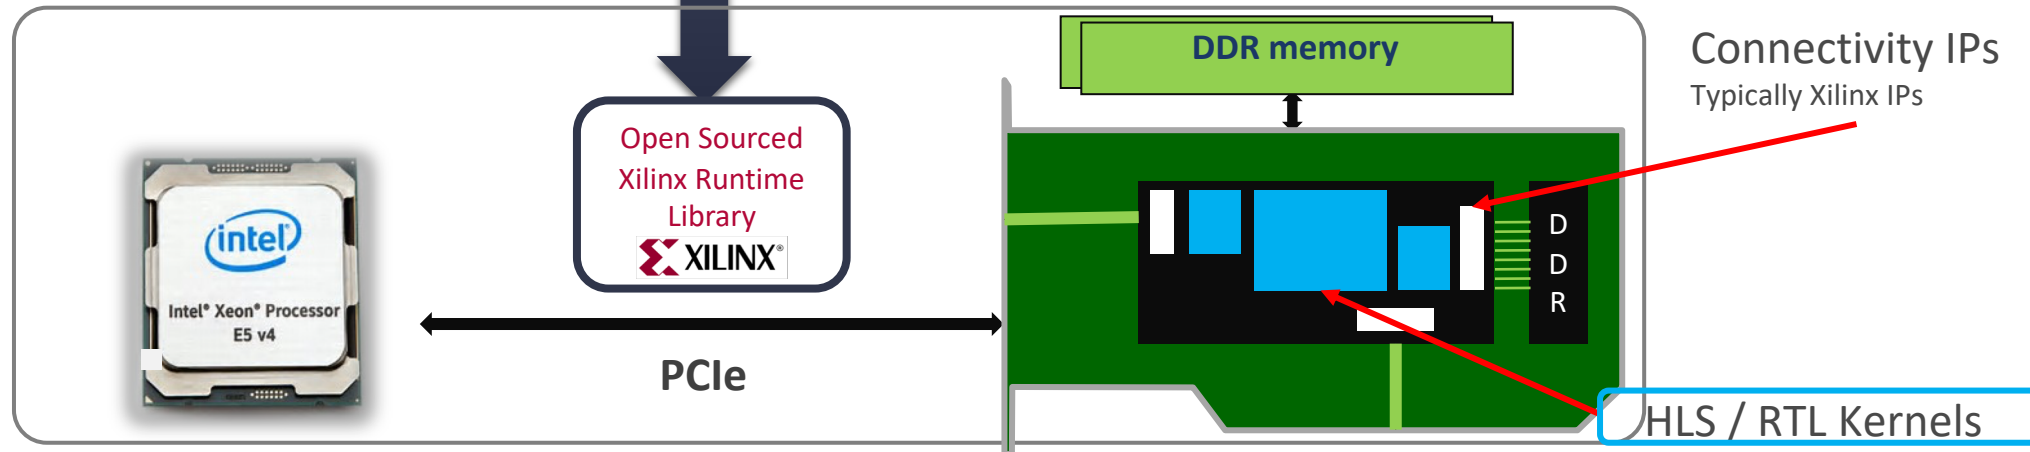 DDR memory
Connectivity IPs
Typically Xilinx IPs
Open Sourced
Xilinx Runtime
Library
XILINX®
intel
Intel® Xeon® Processor
E5 v4
D
D
R
PCIe
HLS / RTL Kernels